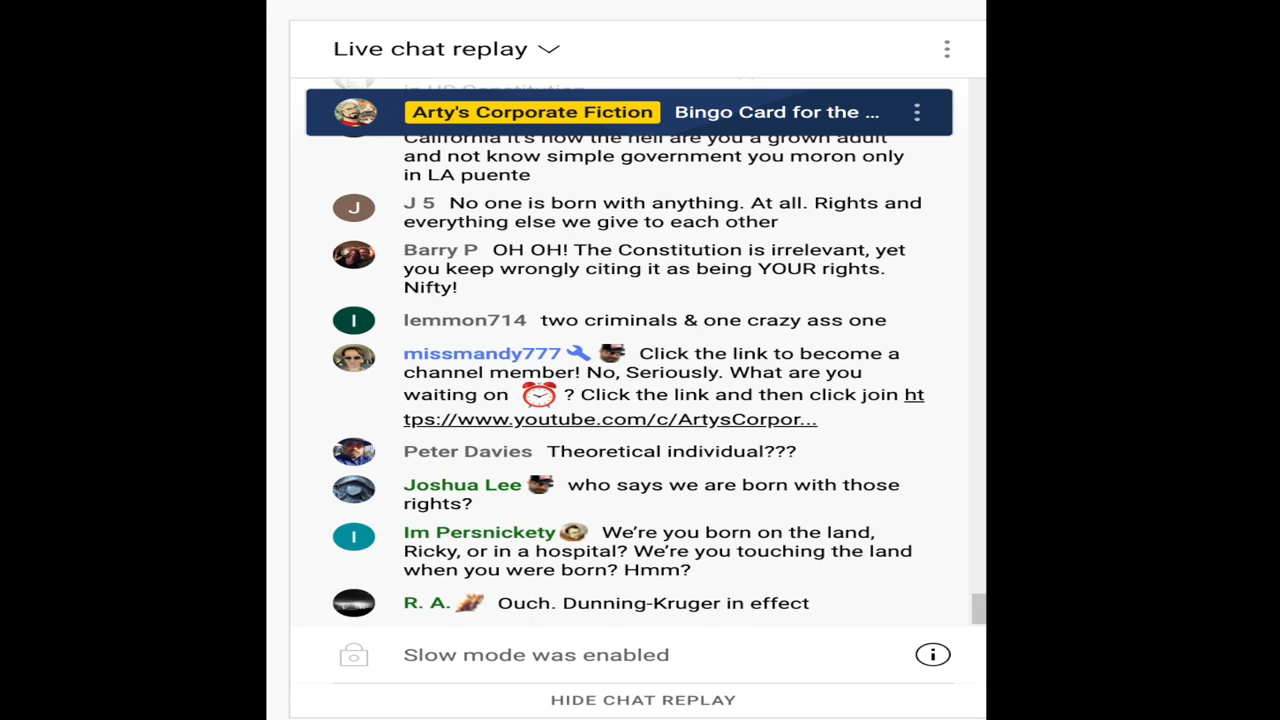 Live chat replay
in US Constitution
Arty's Corporate Fiction Bingo Card for the ...
California it's how the hell are you a grown adult
and not know simple government you moron only
in LA puente
J
J 5 No one is born with anything. At all. Rights and
everything else we give to each other
Barry P OH OH! The Constitution is irrelevant, yet
you keep wrongly citing it as being YOUR rights.
Nifty!
l
lemmon714 two criminals & one crazy ass one
missmandy777 Click the link to become a
channel member! No, Seriously. What are you
waiting on ? Click the link and then click join ht
tps://www.youtube.com/c/ArtysCorpor...
Peter Davies Theoretical individual???
Joshua Lee who says we are born with those
rights?
I
Im Persnickety We’re you born on the land,
Ricky, or in a hospital? We’re you touching the land
when you were born? Hmm?
R. A. Ouch. Dunning-Kruger in effect
Slow mode was enabled
HIDE CHAT REPLAY